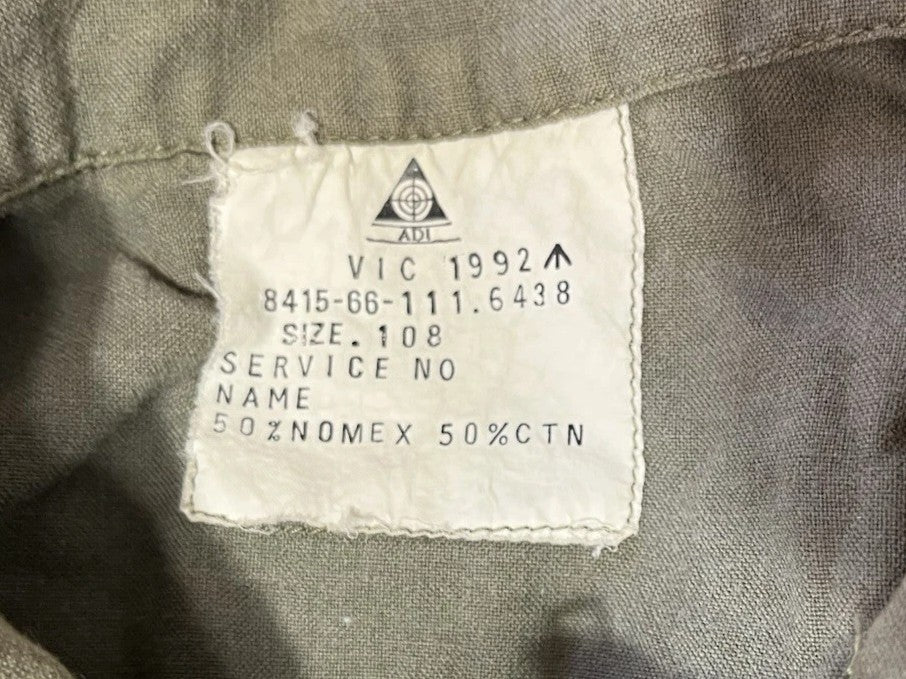 ADI
VIC 1992
8415-66-111.6438
SIZE.108
SERVICE NO
NAME
50%NOMEX 50%CTN